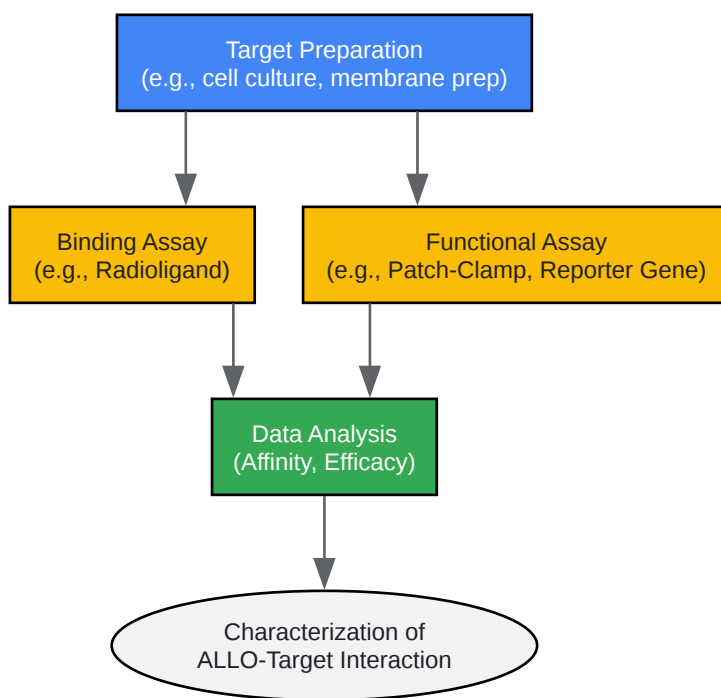 Target Preparation
(e.g., cell culture, membrane prep)
Binding Assay
(e.g., Radioligand)
Functional Assay
(e.g., Patch-Clamp, Reporter Gene)
Data Analysis
(Affinity, Efficacy)
Characterization of
ALLO-Target Interaction